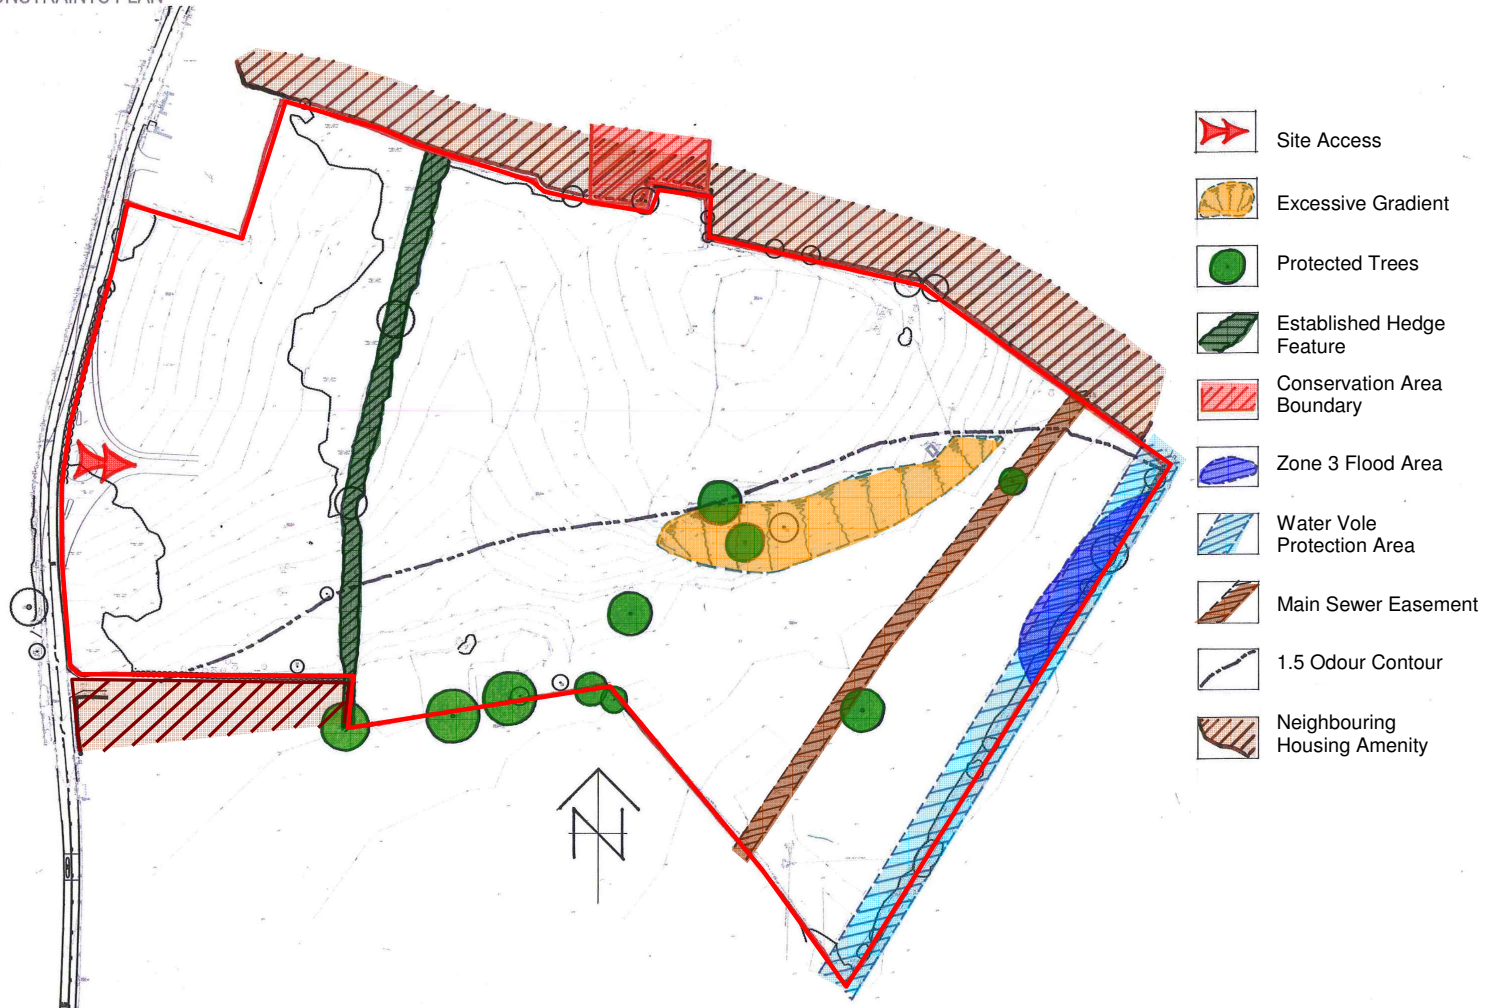 Site Access
Excessive Gradient
Protected Trees
Established Hedge
Feature
Conservation Area
Boundary
Zone 3 Flood Area
Water Vole
Protection Area
Main Sewer Easement
1.5 Odour Contour
Neighbouring
Housing Amenity
N